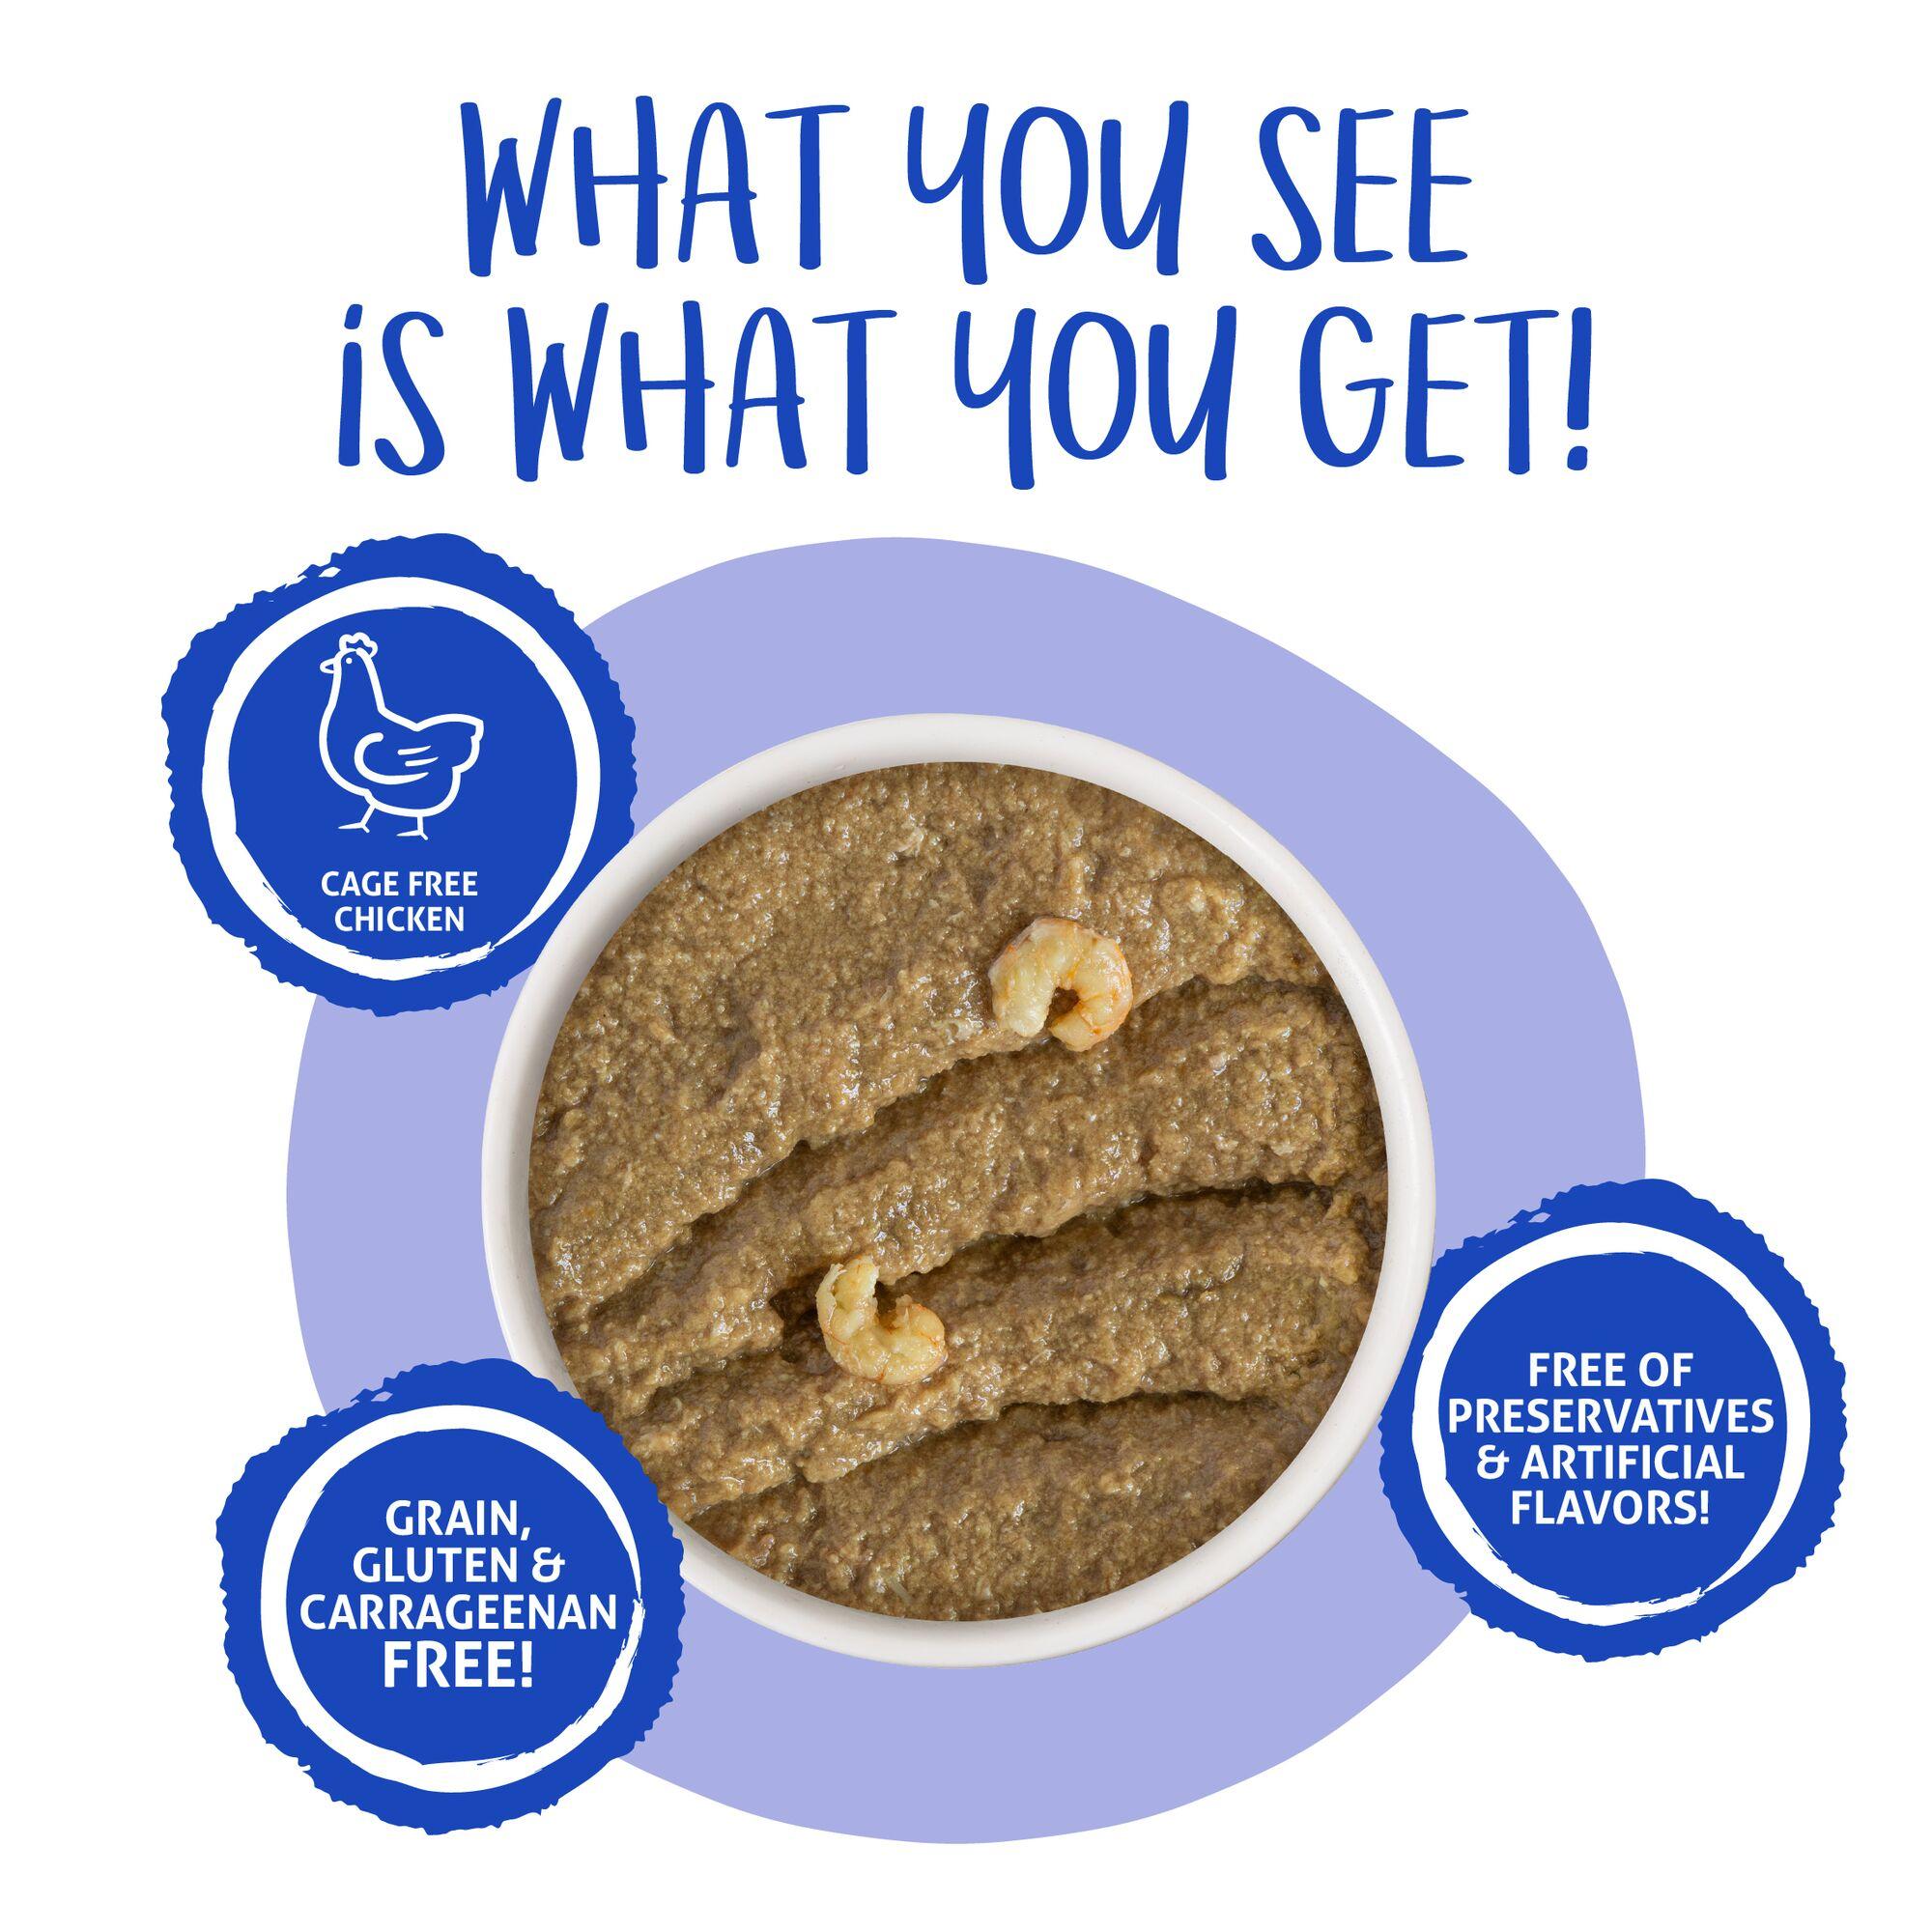 WHAT YOU SEE
iS WHAT YOU GET!
CAGE FREE
CHICKEN
FREE OF
PRESERVATIVES
& ARTIFICIAL
FLAVORS!
GRAIN,
GLUTEN &
CARRAGEENAN
FREE!